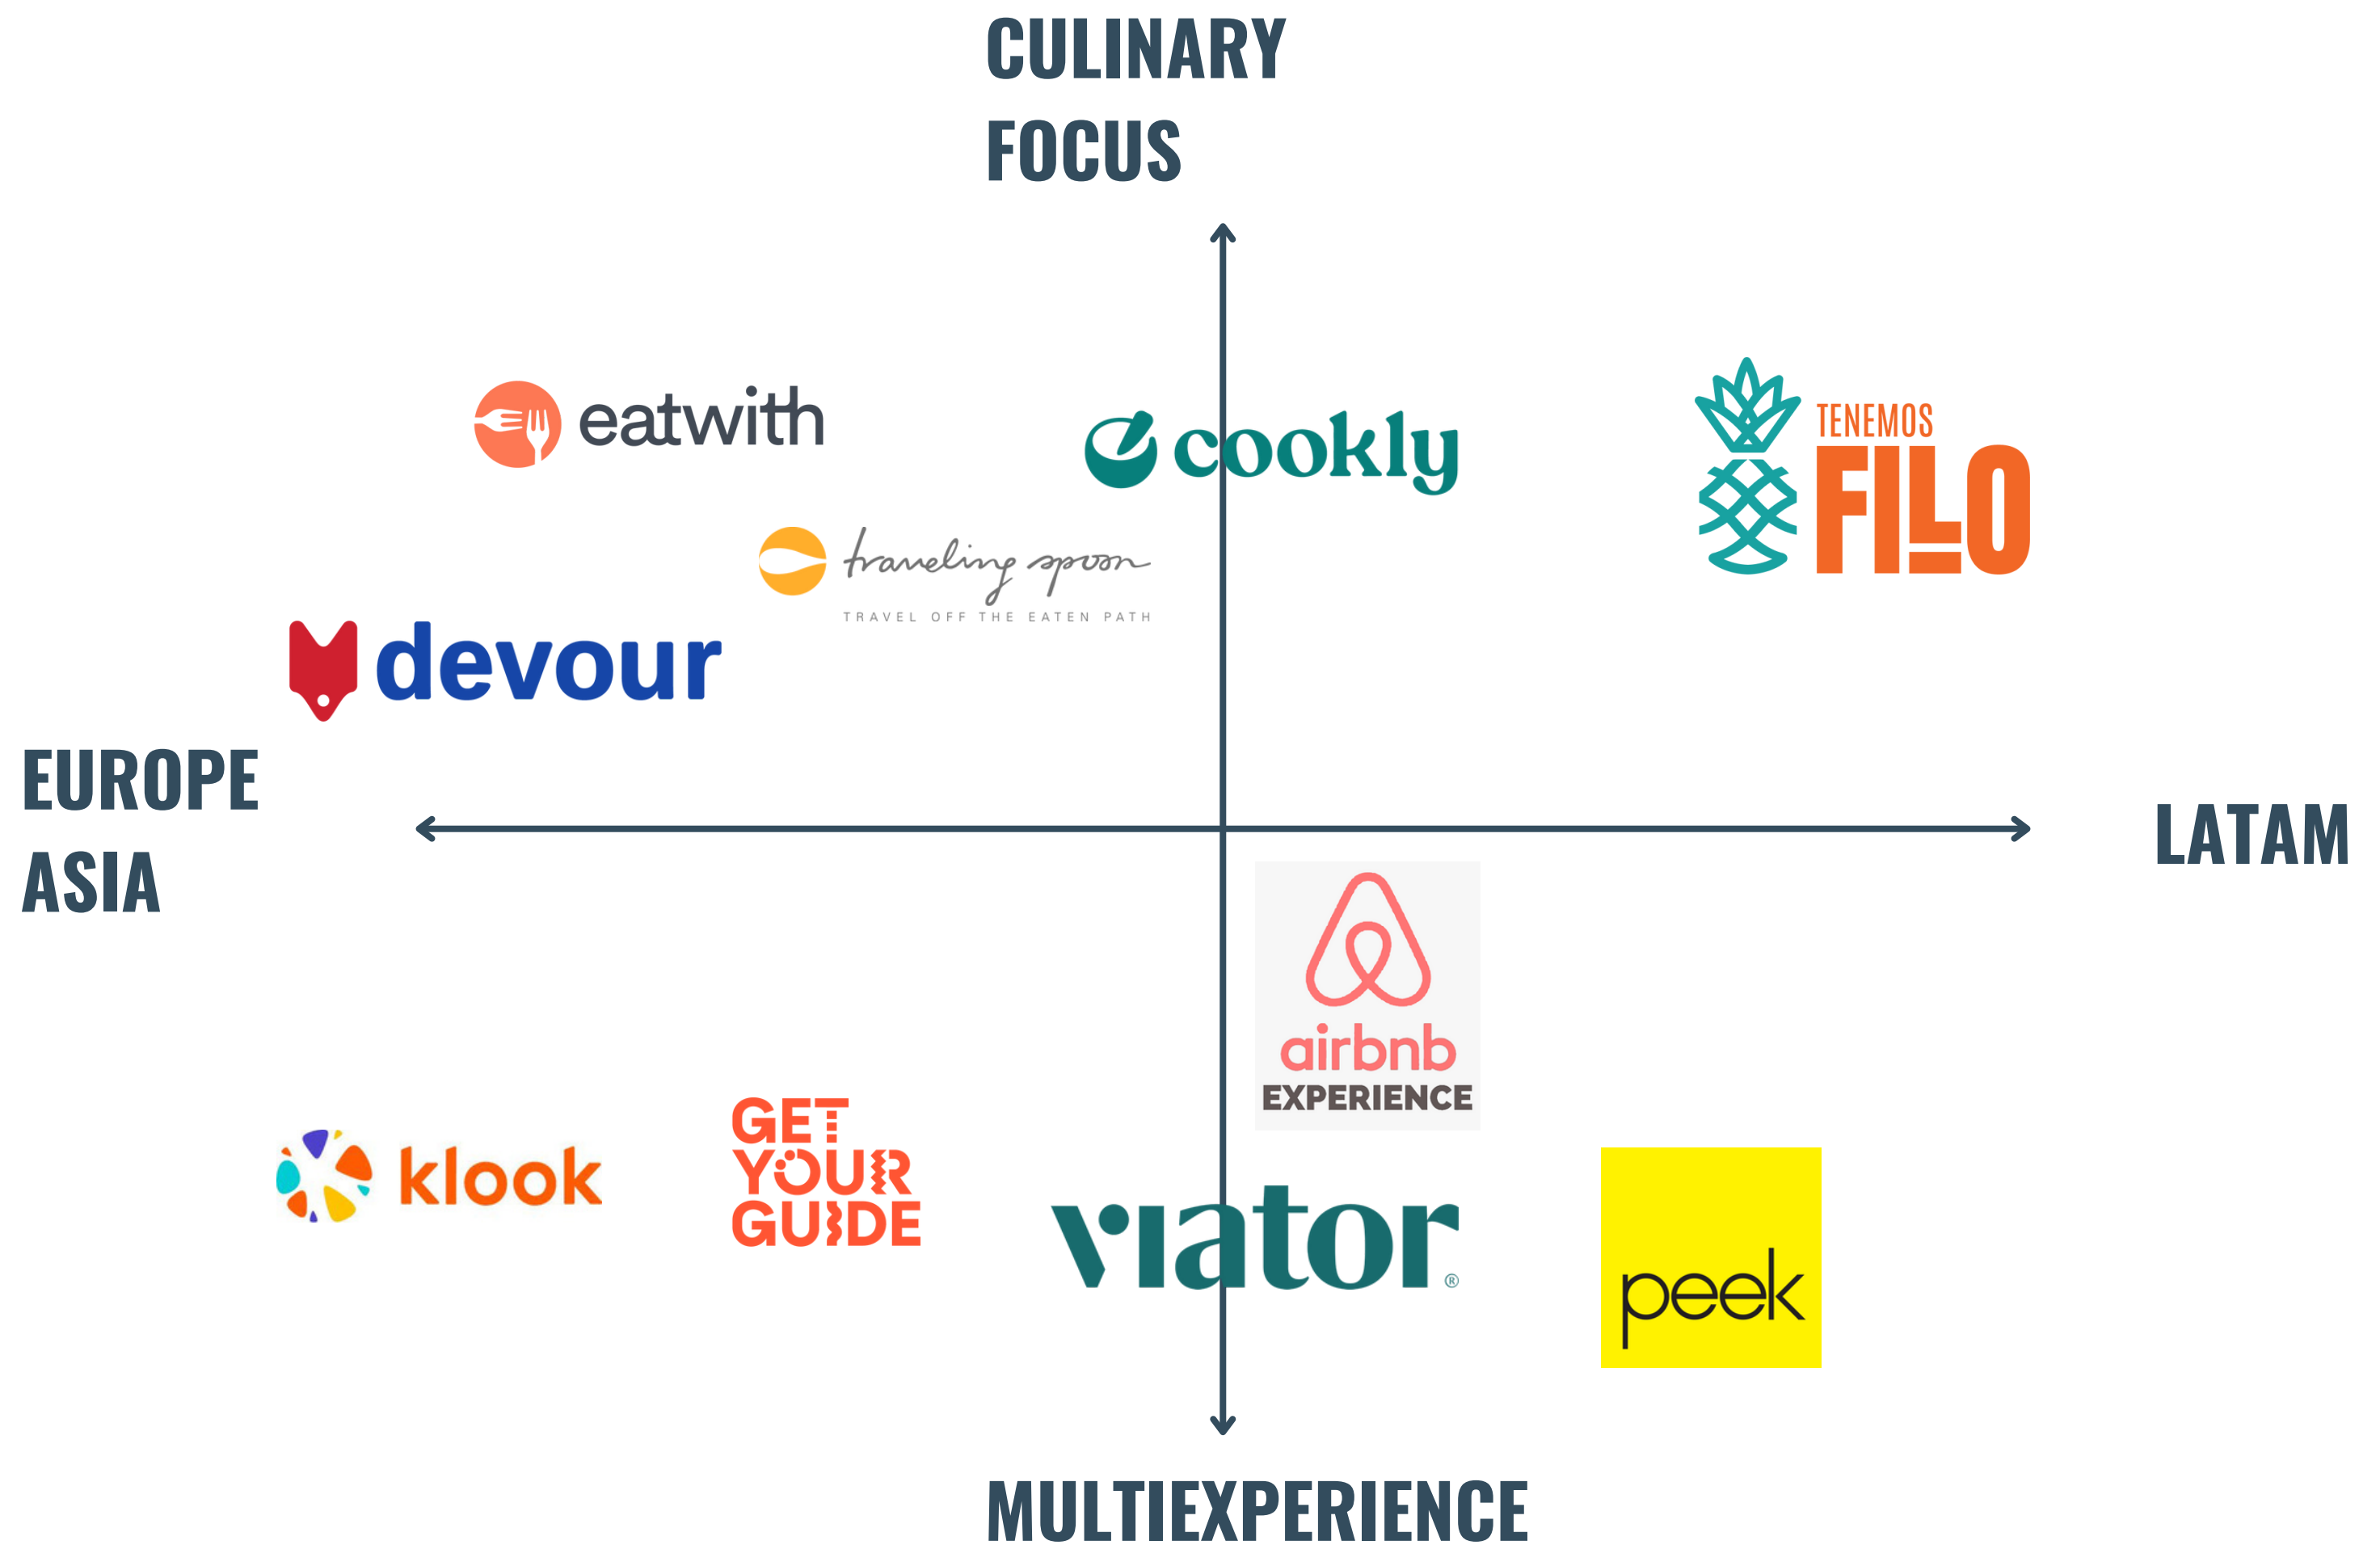 CULINARY
FOCUS
eatwith
cookly
TENEMOS
FILO
traveling spoon
TRAVEL OFF THE EATEN PATH
devour
EUROPE
ASIA
LATAM
airbnb
EXPERIENCE
klook
GET
YOUR
GUIDE
viator®
peek
MULTIEXPERIENCE